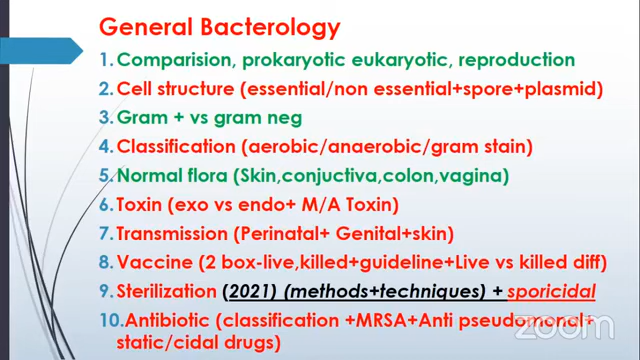 General Bacterology
1. Comparision, prokaryotic eukaryotic, reproduction
2. Cell structure (essential/non essential+spore+plasmid)
3. Gram + vs gram neg
4. Classification (aerobic/anaerobic/gram stain)
5. Normal flora (Skin,conjuctiva,colon,vagina)
6. Toxin (exo vs endo+ M/A Toxin)
7. Transmission (Perinatal+ Genital+skin)
8. Vaccine (2 box-live,killed+guideline+Live vs killed diff)
9. Sterilization (2021) (methods+techniques) + sporicidal
10.Antibiotic (classification +MRSA+Anti pseudomonal+
static/cidal drugs)
zoom